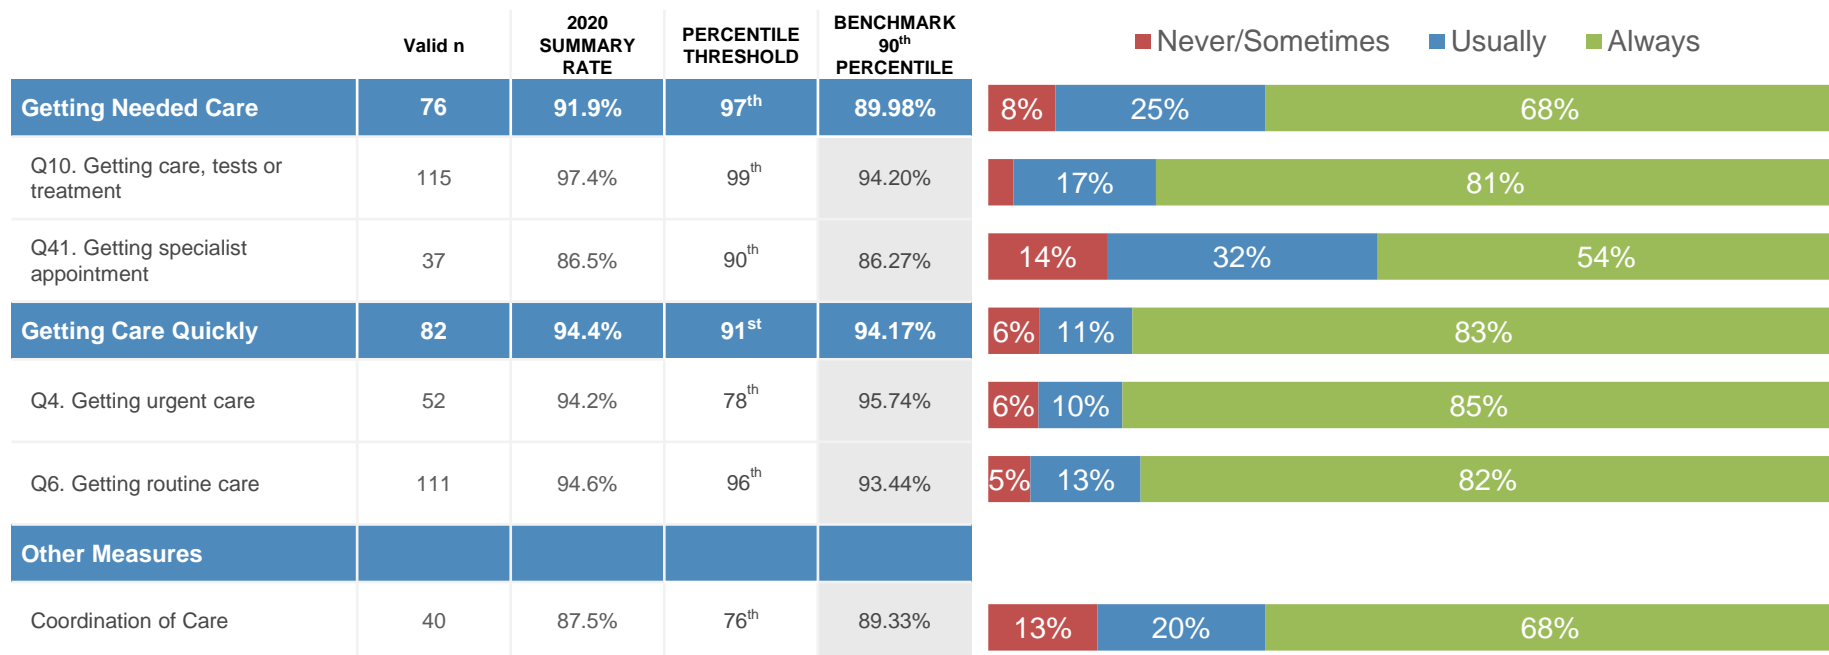 Valid n
2020
SUMMARY
RATE
PERCENTILE
THRESHOLD
BENCHMARK
90th
PERCENTILE
Never/Sometimes Usually Always
Getting Needed Care 76 91.9% 97th 89.98% 8% 25% 68%
Q10. Getting care, tests or
treatment 115 97.4% 99th 94.20% 17% 81%
Q41. Getting specialist
appointment 37 86.5% 90th 86.27% 14% 32% 54%
Getting Care Quickly 82 94.4% 91st 94.17% 6% 11% 83%
Q4. Getting urgent care 52 94.2% 78th 95.74% 6% 10% 85%
Q6. Getting routine care 111 94.6% 96th 93.44% 5% 13% 82%
Other Measures
Coordination of Care 40 87.5% 76th 89.33% 13% 20% 68%